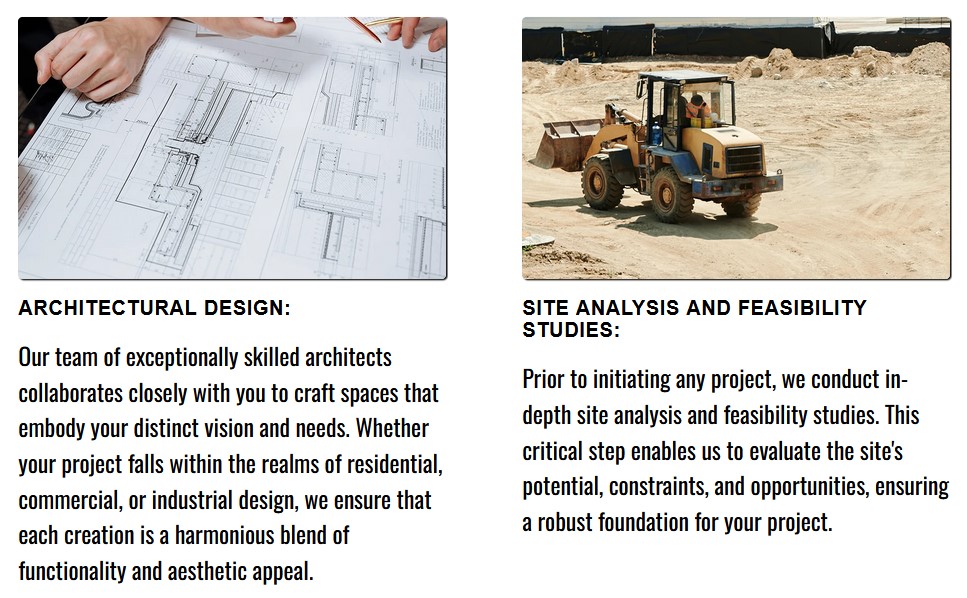 ARCHITECTURAL DESIGN:
Our team of exceptionally skilled architects
collaborates closely with you to craft spaces that
embody your distinct vision and needs. Whether
your project falls within the realms of residential,
commercial, or industrial design, we ensure that
each creation is a harmonious blend of
functionality and aesthetic appeal.
SITE ANALYSIS AND FEASIBILITY
STUDIES:
Prior to initiating any project, we conduct in-
depth site analysis and feasibility studies. This
critical step enables us to evaluate the site's
potential, constraints, and opportunities, ensuring
a robust foundation for your project.